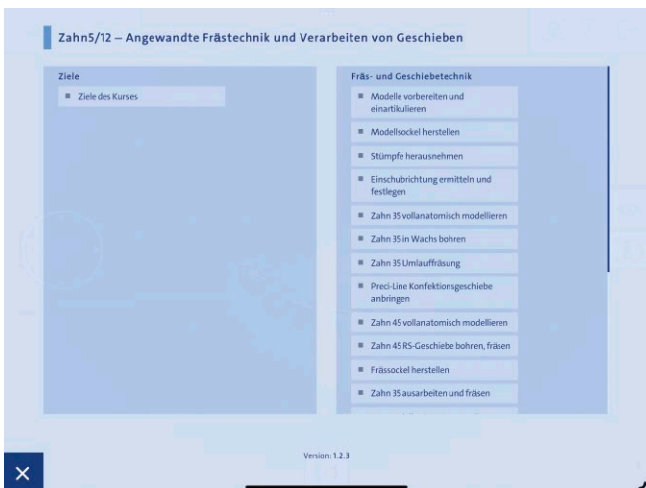 Zahn5/12 – Angewandte Frästechnik und Verarbeiten von Geschieben
Ziele
Ziele des Kurses
Fräs- und Geschiebetechnik
Modelle vorbereiten und
einartikulieren
Modellsockel herstellen
Stümpfe herausnehmen
Einschubrichtung ermitteln und
festlegen
Zahn 35 vollanatomisch modellieren
Zahn 35 in Wachs bohren
Zahn 35 Umlauffräsung
Preci-Line Konfektionsgeschiebe
anbringen
Zahn 45 vollanatomisch modellieren
Zahn 45 RS-Geschiebe bohren, fräsen
Frässockel herstellen
Zahn 35 ausarbeiten und fräsen
Version: 1.2.3